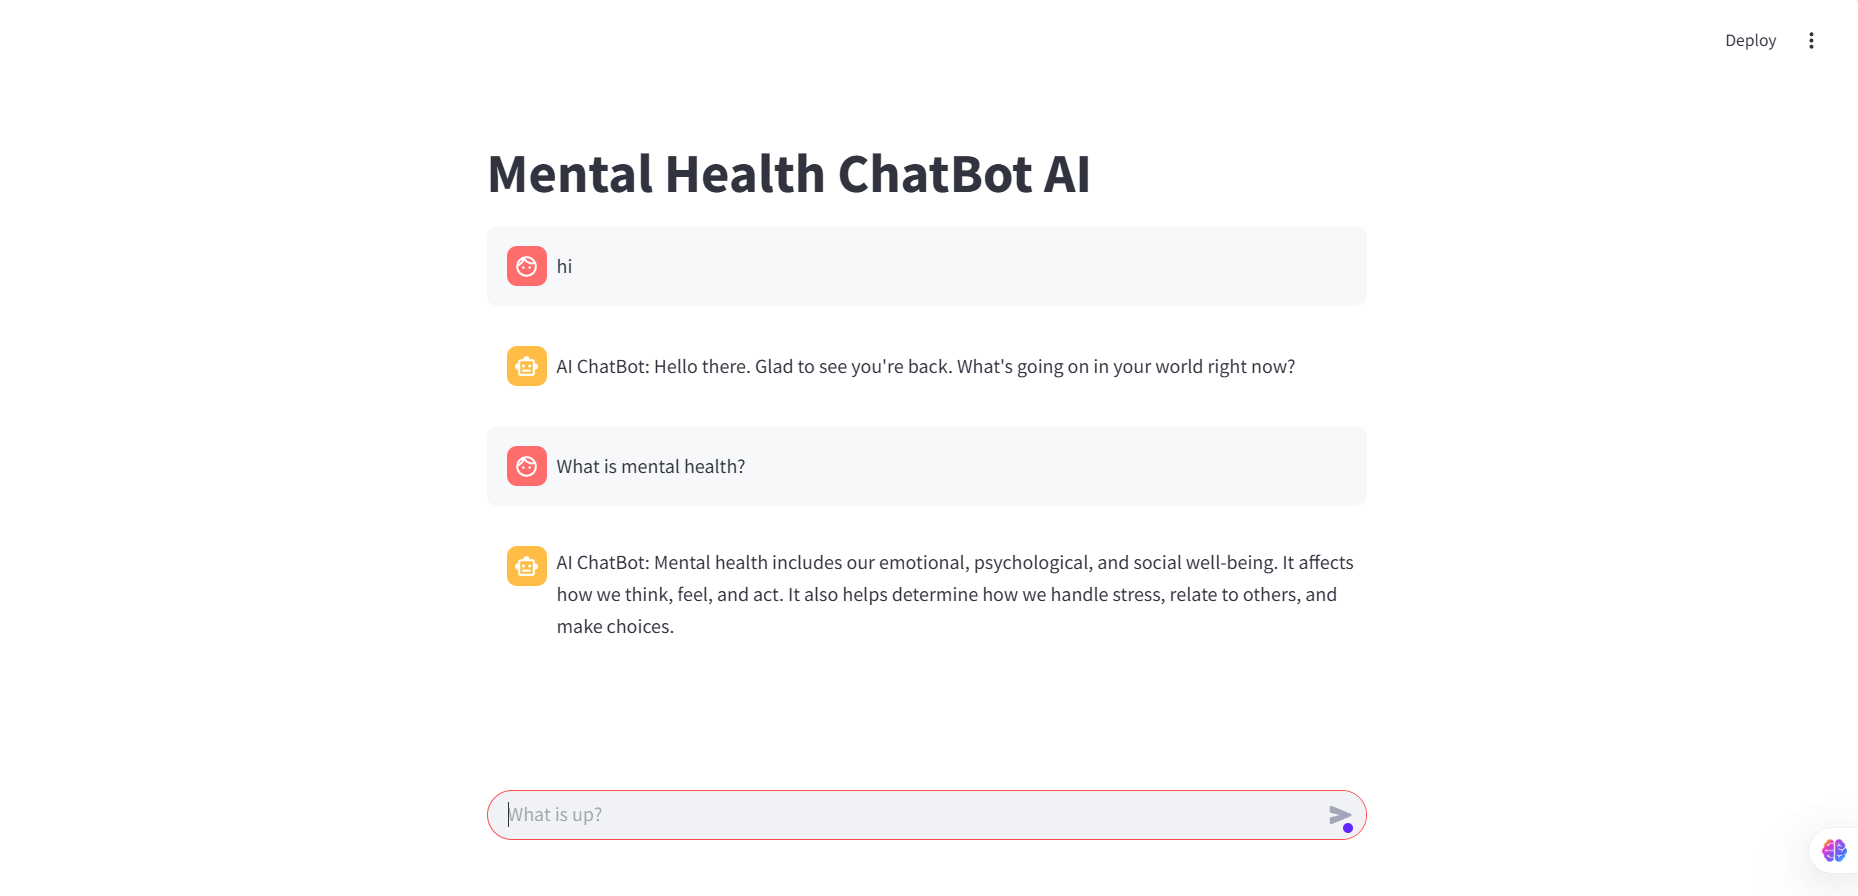 Deploy
Mental Health ChatBot AI
hi
AI ChatBot: Hello there. Glad to see you're back. What's going on in your world right now?
What is mental health?
AI ChatBot: Mental health includes our emotional, psychological, and social well-being. It affects
how we think, feel, and act. It also helps determine how we handle stress, relate to others, and
make choices.
What is up?